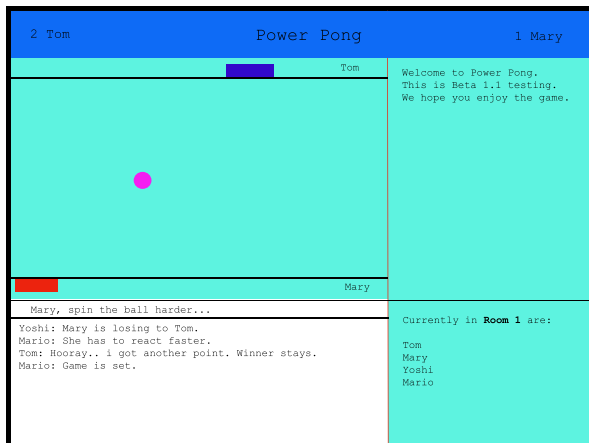 2 Tom
Power Pong
1 Mary
Tom
Welcome to Power Pong.
This is Beta 1.1 testing.
We hope you enjoy the game.
Mary
Mary, spin the ball harder...
Yoshi: Mary is losing to Tom.
Mario: She has to react faster.
Tom: Hooray.. i got another point. Winner stays.
Mario: Game is set.
Currently in Room 1 are:
Tom
Mary
Yoshi
Mario